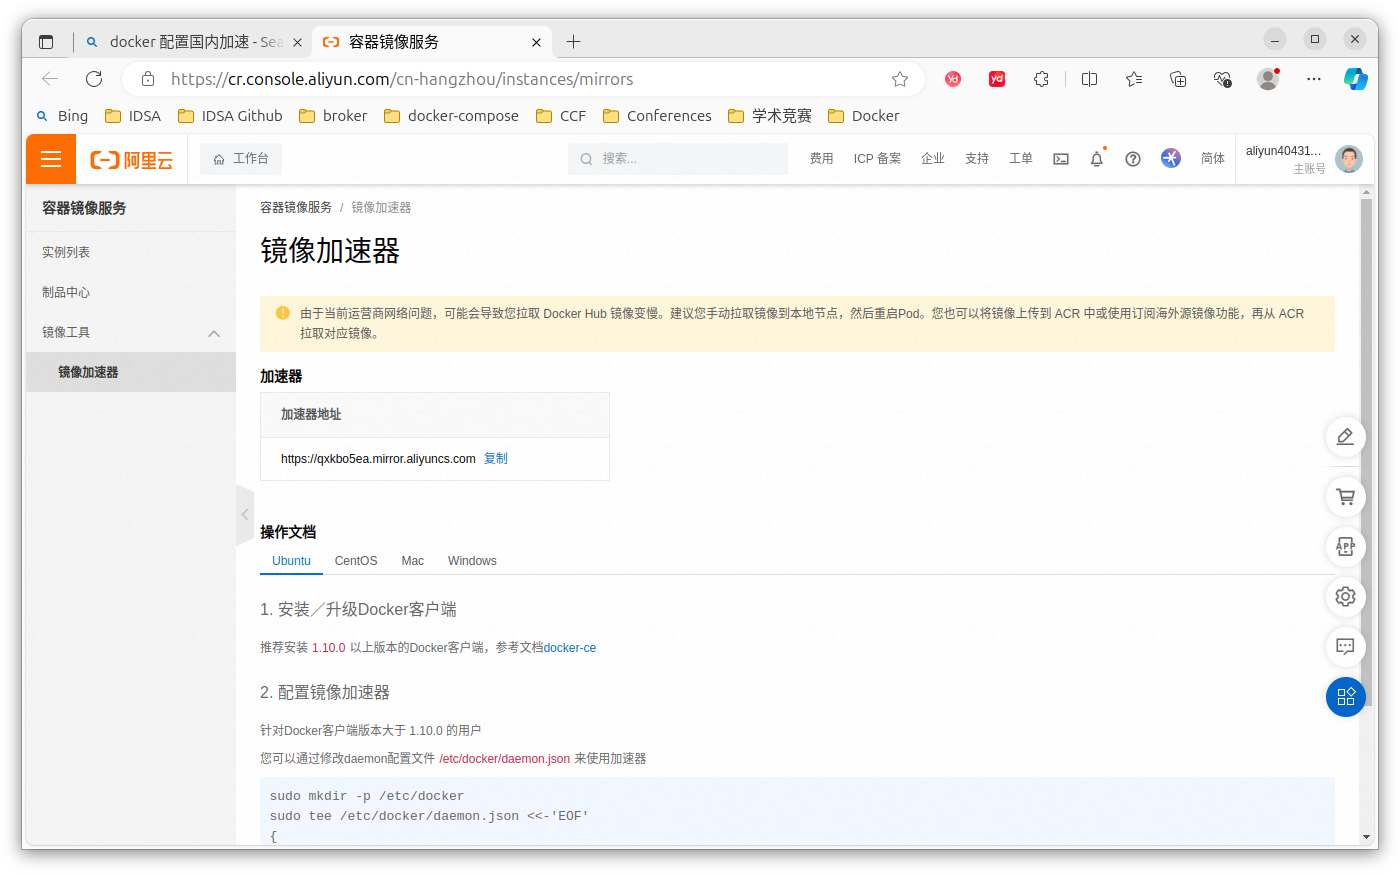 docker 配置国内加速 - Sea
容器镜像服务
https://cr.console.aliyun.com/cn-hangzhou/instances/mirrors
Bing IDSA IDSA Github broker docker-compose CCF Conferences 学术竞赛 Docker
阿里云 工作台 搜索... 费用 ICP 备案 企业 支持 工单 简体 aliyun40431...
主账号
容器镜像服务
实例列表
制品中心
镜像工具
镜像加速器
容器镜像服务 / 镜像加速器
镜像加速器
由于当前运营商网络问题，可能会导致您拉取 Docker Hub 镜像变慢。建议您手动拉取镜像到本地节点，然后重启Pod。您也可以将镜像上传到 ACR 中或使用订阅海外源镜像功能，再从 ACR
拉取对应镜像。
加速器
加速器地址
https://qxkbo5ea.mirror.aliyuncs.com 复制
操作文档
Ubuntu CentOS Mac Windows
1. 安装／升级Docker客户端
推荐安装 1.10.0 以上版本的Docker客户端，参考文档docker-ce
2. 配置镜像加速器
针对Docker客户端版本大于 1.10.0 的用户
您可以通过修改daemon配置文件 /etc/docker/daemon.json 来使用加速器
sudo mkdir -p /etc/docker
sudo tee /etc/docker/daemon.json <<-'EOF'
{
APP